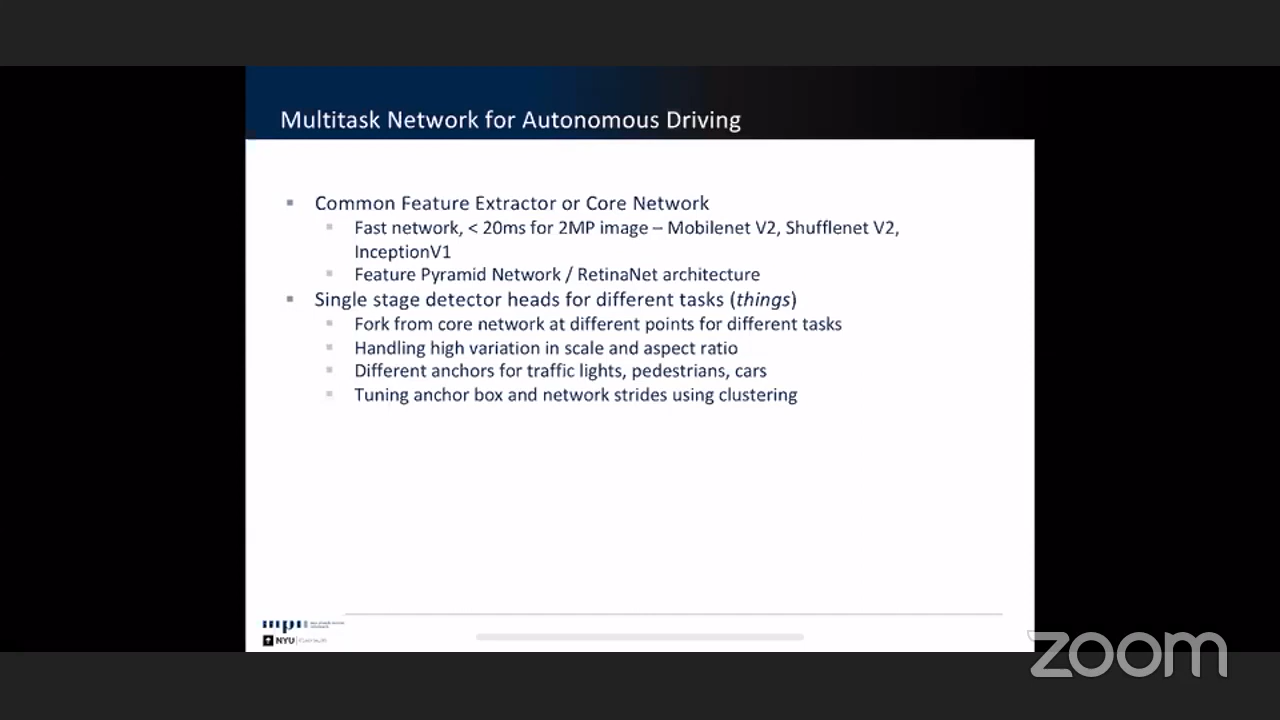 Multitask Network for Autonomous Driving
Common Feature Extractor or Core Network
Fast network, < 20ms for 2MP image – Mobilenet V2, Shufflenet V2,
InceptionV1
Feature Pyramid Network / RetinaNet architecture
Single stage detector heads for different tasks (things)
Fork from core network at different points for different tasks
Handling high variation in scale and aspect ratio
Different anchors for traffic lights, pedestrians, cars
Tuning anchor box and network strides using clustering
NYU
zoom